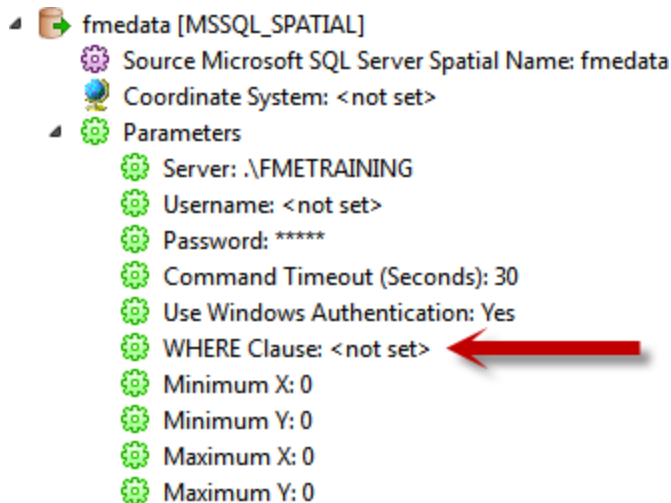 fmedata [MSSQL_SPATIAL]
Source Microsoft SQL Server Spatial Name: fmedata
Coordinate System: <not set>
Parameters
Server: .\FMETRAINING
Username: <not set>
Password: *****
Command Timeout (Seconds): 30
Use Windows Authentication: Yes
WHERE Clause: <not set>
Minimum X: 0
Minimum Y: 0
Maximum X: 0
Maximum Y: 0